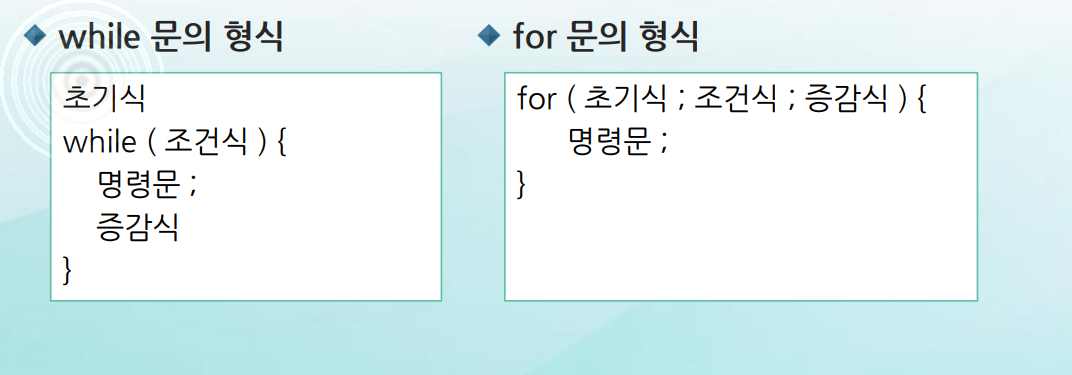 while 문의 형식
초기식
while ( 조건식 ) {
명령문 ;
증감식
}
for 문의 형식
for ( 초기식 ; 조건식 ; 증감식 ) {
명령문 ;
}